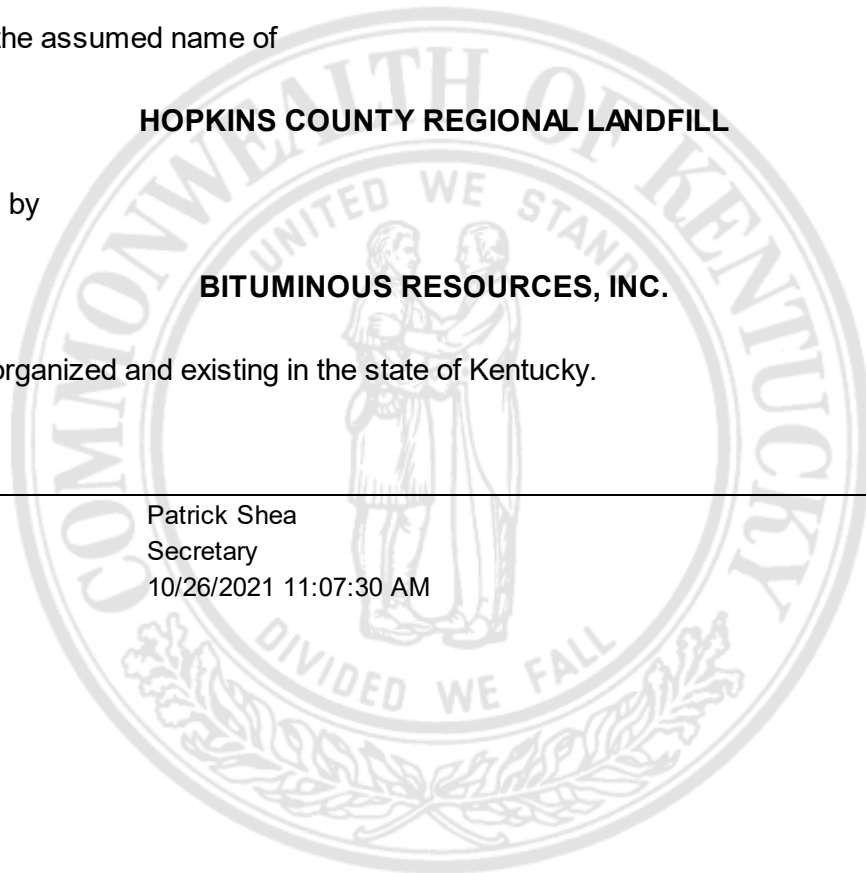 the assumed name of
HOPKINS COUNTY REGIONAL LANDFILL
by
BITUMINOUS RESOURCES, INC.
organized and existing in the state of Kentucky.
Patrick Shea
Secretary
10/26/2021 11:07:30 AM
COMMONWEALTH OF KENTUCKY
UNITED WE STAND
DIVIDED WE FALL